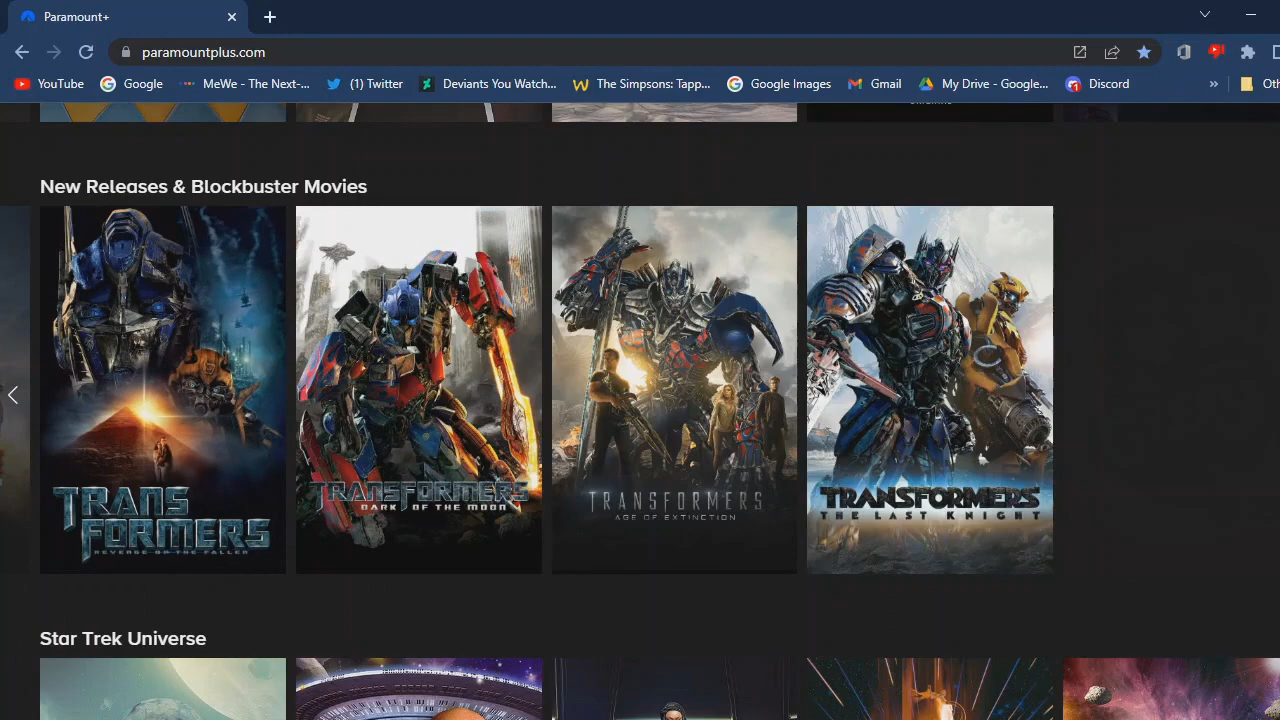 Paramount+
paramountplus.com
YouTube
Google
MeWe - The Next-...
(1) Twitter
Deviants You Watch...
The Simpsons: Tapp...
Google Images
Gmail
My Drive - Google...
Discord
»
Oth
New Releases & Blockbuster Movies
TRANS
FORMERS
REVENGE OF THE FALLEN
TRANSFORMERS
DARK OF THE MOON
TRANSFORMERS
AGE OF EXTINCTION
TRANSFORMERS
THE LAST KNIGHT
Star Trek Universe